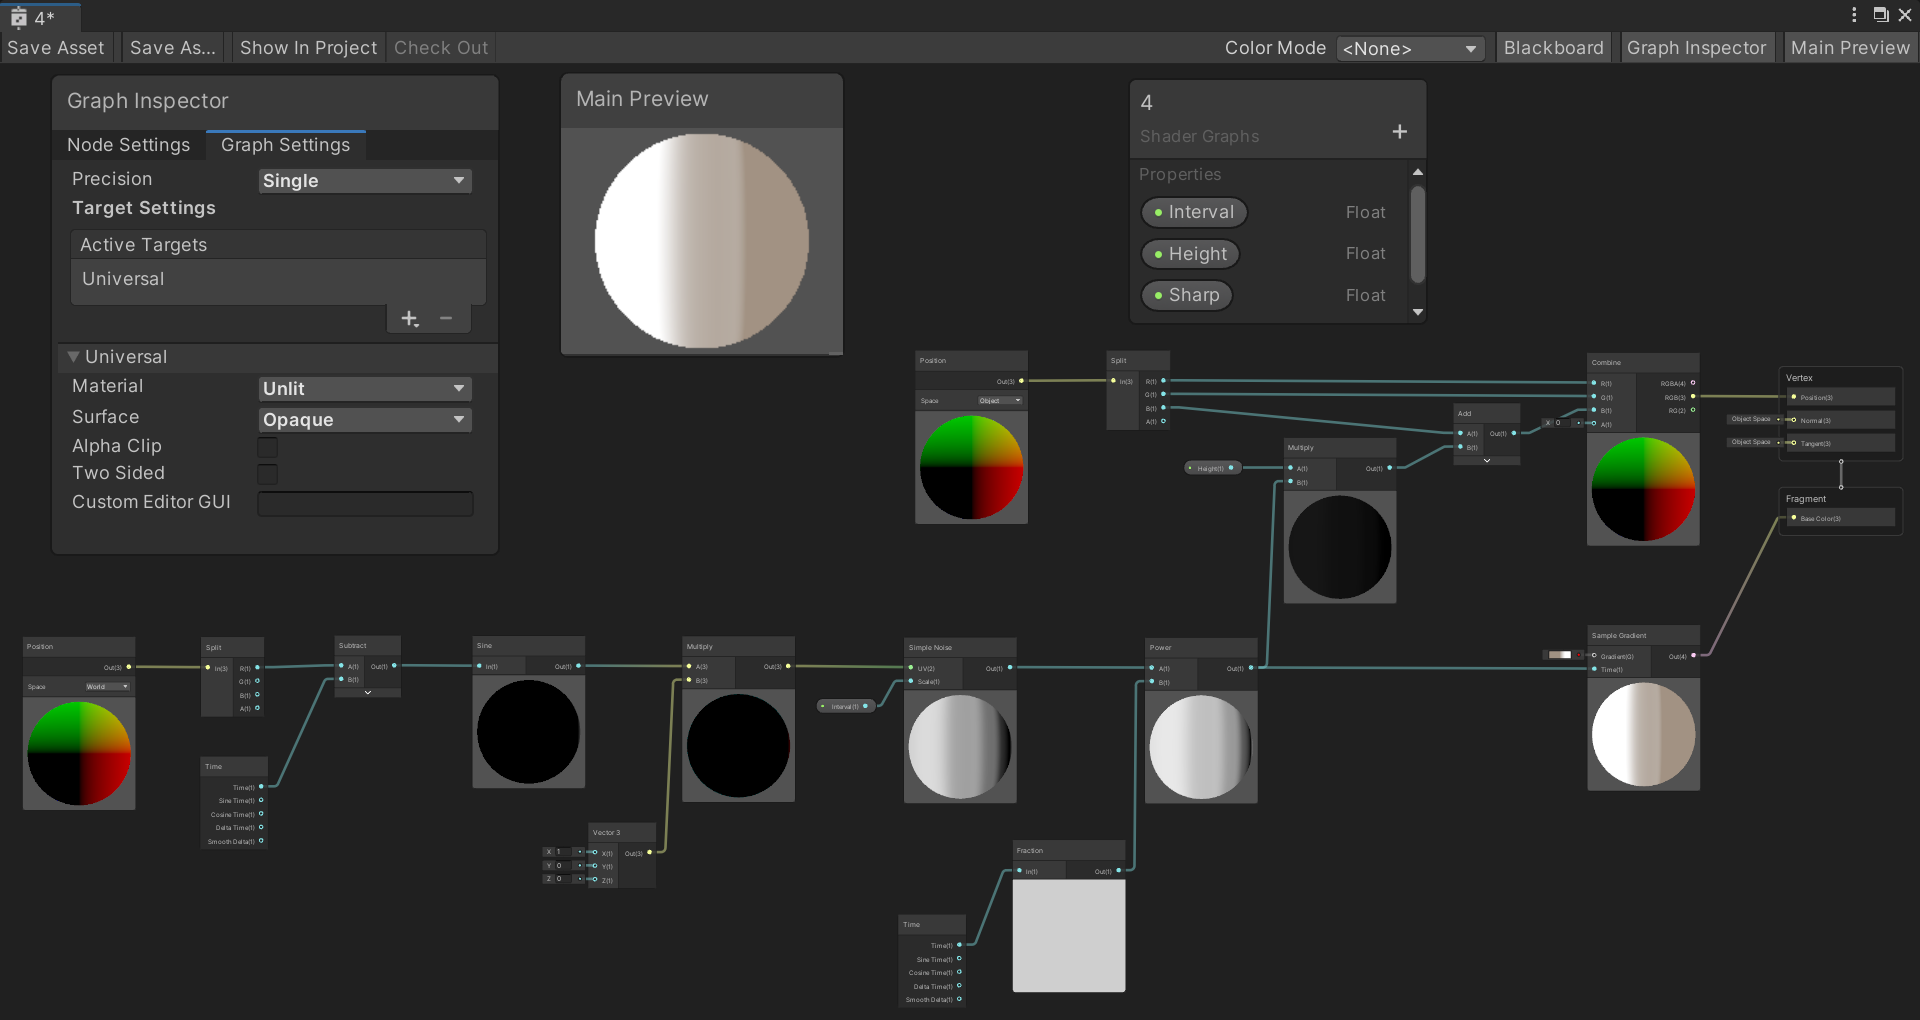 4*
Save Asset
Save As...
Show In Project
Check Out
Color Mode
<None>
Blackboard
Graph Inspector
Main Preview
Graph Inspector
Node Settings
Graph Settings
Precision
Single
Target Settings
Active Targets
Universal
Universal
Material
Unlit
Surface
Opaque
Alpha Clip
Two Sided
Custom Editor GUI
Main Preview
4
Shader Graphs
Properties
Interval Float
Height Float
Sharp Float
Position
Out(3)
Space Object
Split
In(3)
R(1)
G(1)
B(1)
A(1)
Height(1)
Multiply
A(1)
B(1)
Out(1)
Add
A(1)
B(1)
Out(1)
X 0
Combine
R(1)
G(1)
B(1)
A(1)
RGBA(4)
RGB(3)
RG(2)
Vertex
Position(3)
Object Space
Normal(3)
Object Space
Tangent(3)
Fragment
Base Color(3)
Position
Out(3)
Space World
Split
In(3)
R(1)
G(1)
B(1)
A(1)
Time
Time(1)
Sine Time(1)
Cosine Time(1)
Delta Time(1)
Smooth Delta(1)
Subtract
A(1)
B(1)
Out(1)
Sine
In(1)
Out(1)
Multiply
A(3)
B(3)
Out(3)
Vector 3
X 1
Y 0
Z 0
X(1)
Y(1)
Z(1)
Out(3)
Interval(1)
Simple Noise
UV(2)
Scale(1)
Out(1)
Power
A(1)
B(1)
Out(1)
Fraction
In(1)
Out(1)
Time
Time(1)
Sine Time(1)
Cosine Time(1)
Delta Time(1)
Smooth Delta(1)
Sample Gradient
Gradient(G)
Time(1)
Out(4)